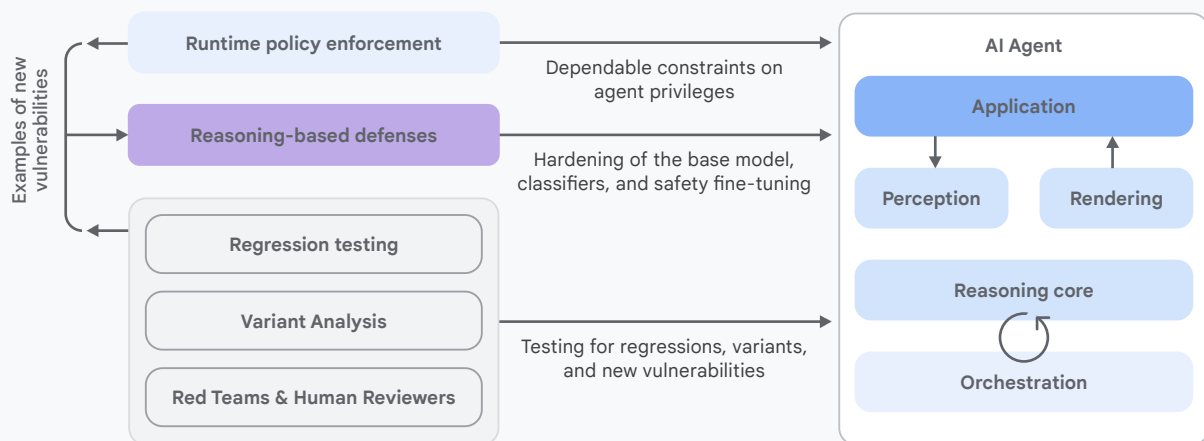 Examples of new
vulnerabilities
Runtime policy enforcement
Dependable constraints on
agent privileges
Reasoning-based defenses
Hardening of the base model,
classifiers, and safety fine-tuning
Regression testing
Variant Analysis
Red Teams & Human Reviewers
Testing for regressions, variants,
and new vulnerabilities
AI Agent
Application
Perception
Rendering
Reasoning core
Orchestration